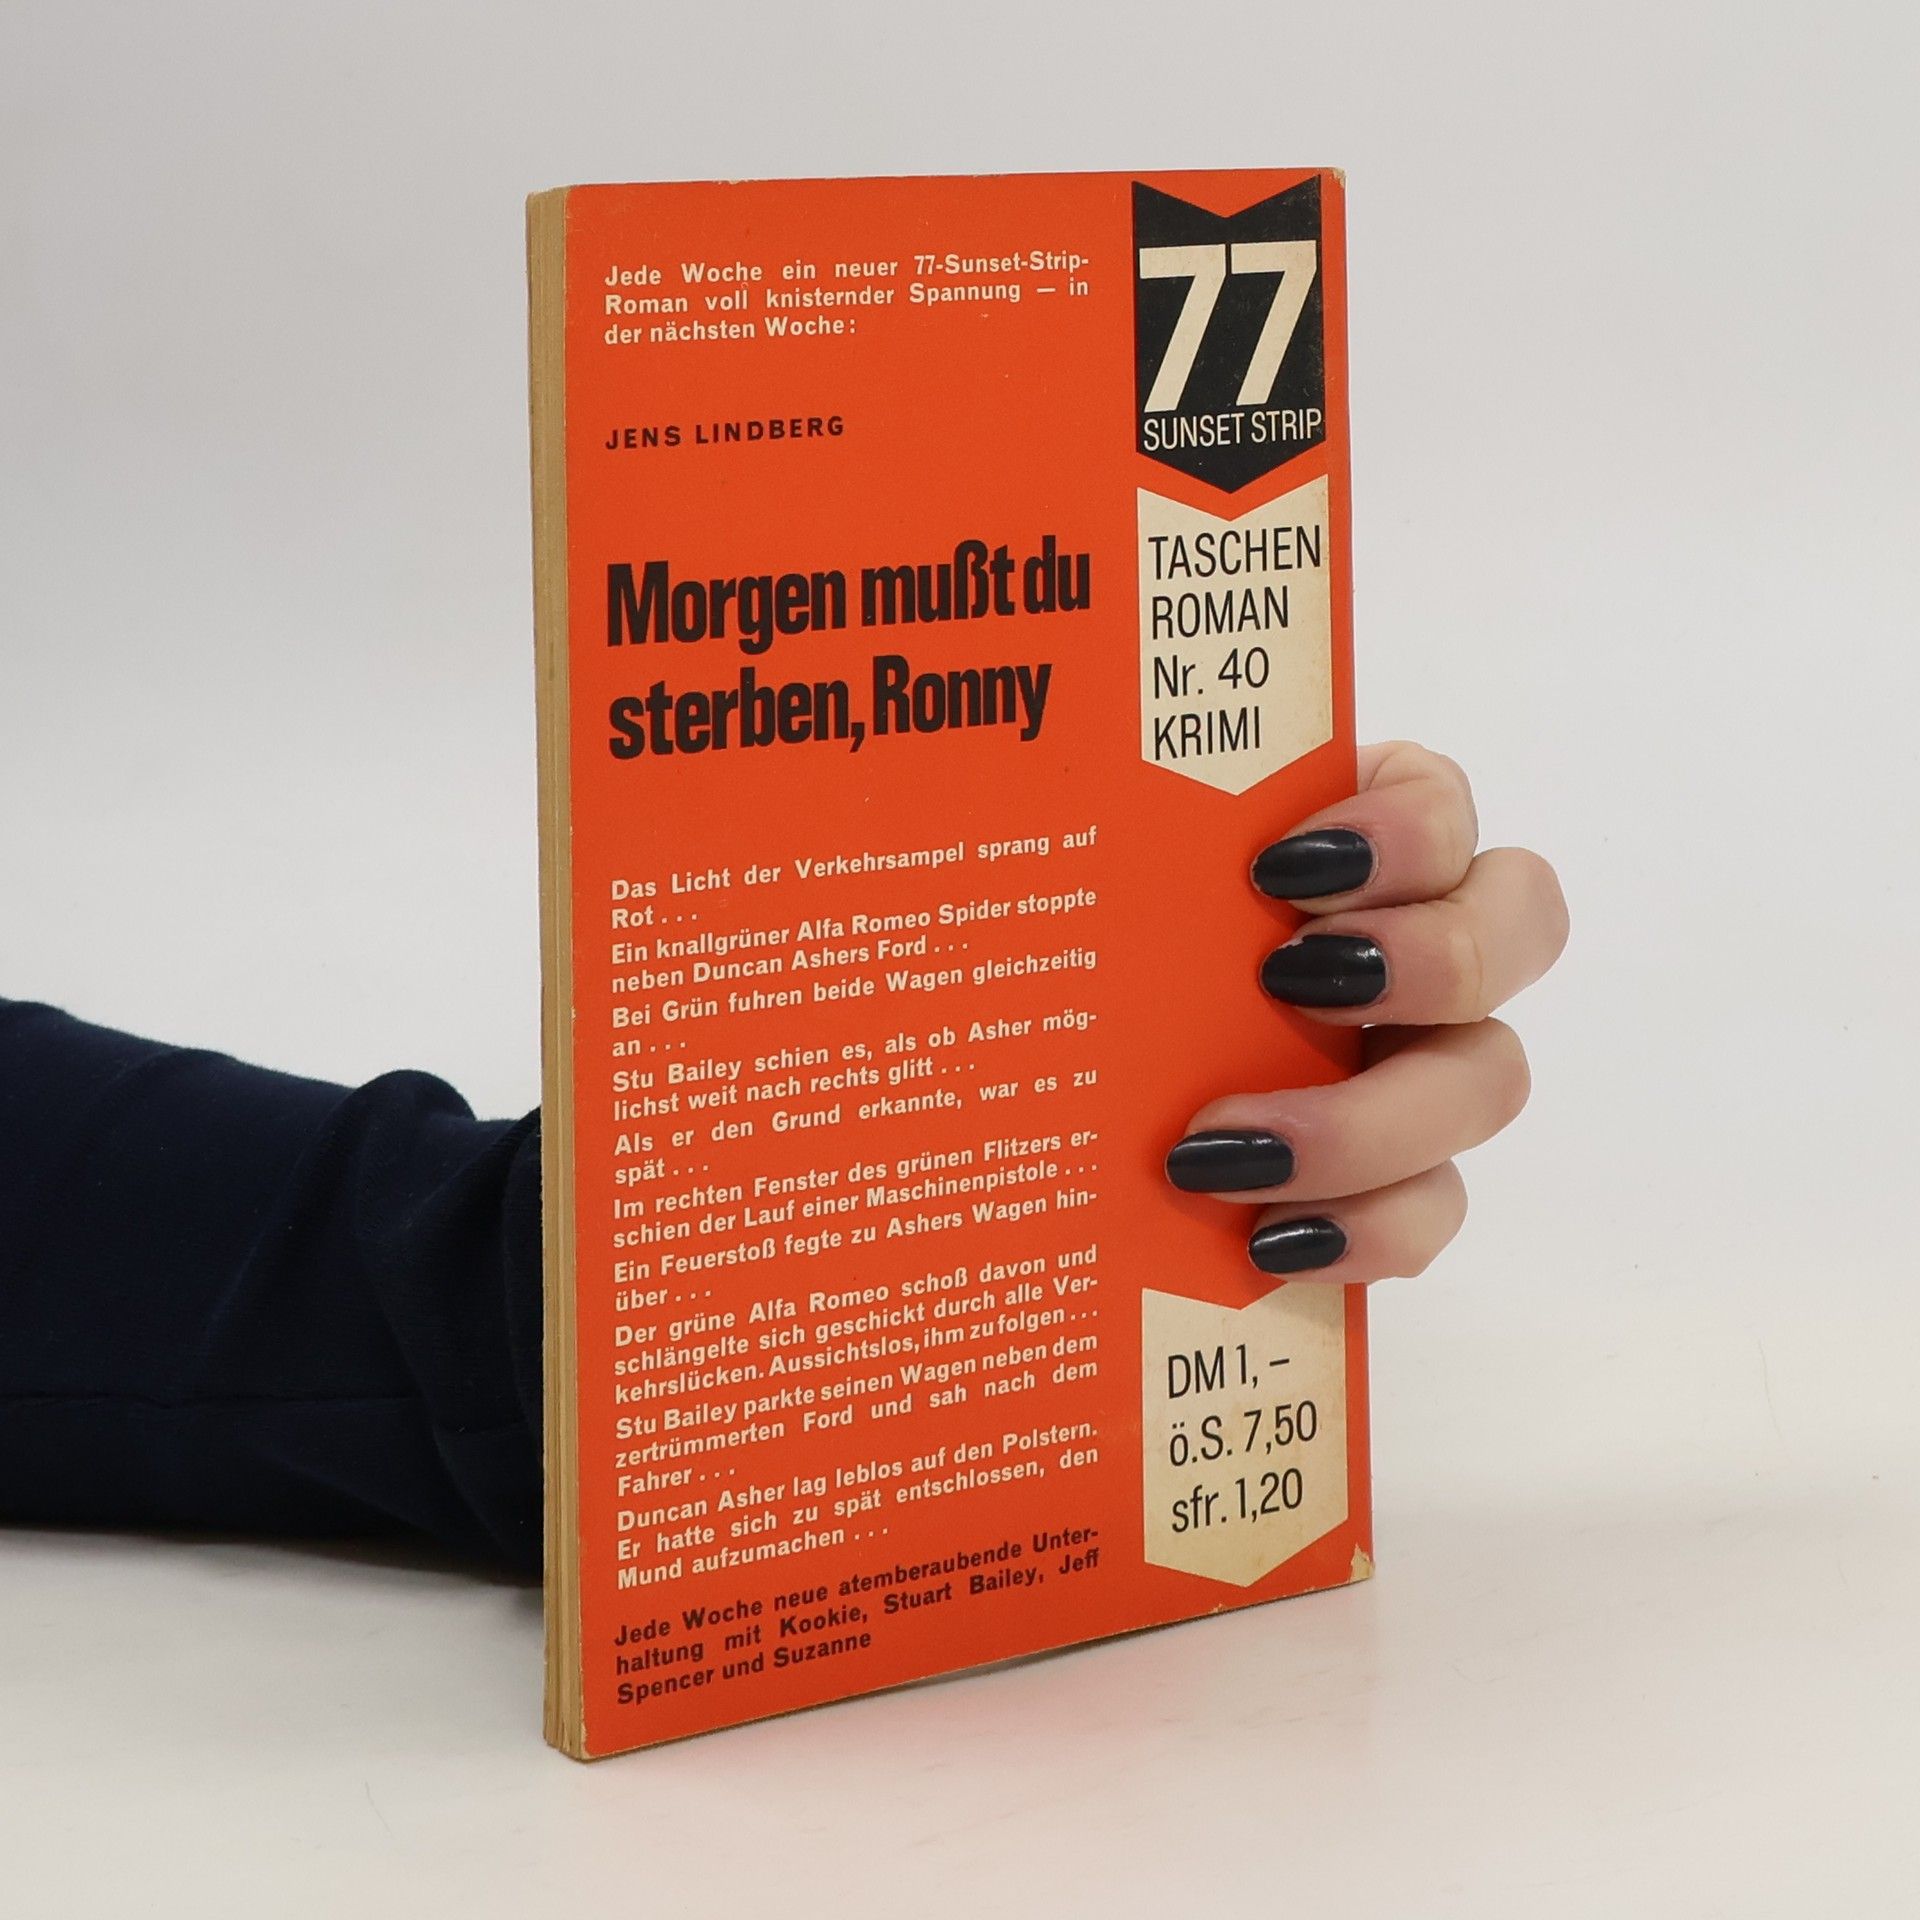 Jede Woche ein neuer 77-Sunset-Strip-
Roman voll knisternder Spannung – in
der nächsten Woche:
JENS LINDBERG
Morgen mußt du
sterben, Ronny
Das Licht der Verkehrsampel sprang auf
Rot . . .
Ein knallgrüner Alfa Romeo Spider stoppte
neben Duncan Ashers Ford . . .
Bei Grün fuhren beide Wagen gleichzeitig
an . . .
Stu Bailey schien es, als ob Asher mög-
lichst weit nach rechts glitt . . .
Als er den Grund erkannte, war es zu
spät . . .
Im rechten Fenster des grünen Flitzers er-
schien der Lauf einer Maschinenpistole . . .
Ein Feuerstoß fegte zu Ashers Wagen hin-
über . . .
Der grüne Alfa Romeo schoß davon und
schlängelte sich geschickt durch alle Ver-
kehrslücken. Aussichtslos, ihm zu folgen . . .
Stu Bailey parkte seinen Wagen neben dem
zertrümmerten Ford und sah nach dem
Fahrer . . .
Duncan Asher lag leblos auf den Polstern.
Er hatte sich zu spät entschlossen, den
Mund aufzumachen . . .
Jede Woche neue atemberaubende Unter-
haltung mit Kookie, Stuart Bailey, Jeff
Spencer und Suzanne
77
SUNSET STRIP
TASCHEN
ROMAN
Nr. 40
KRIMI
DM 1,–
ö.S. 7,50
sfr. 1,20